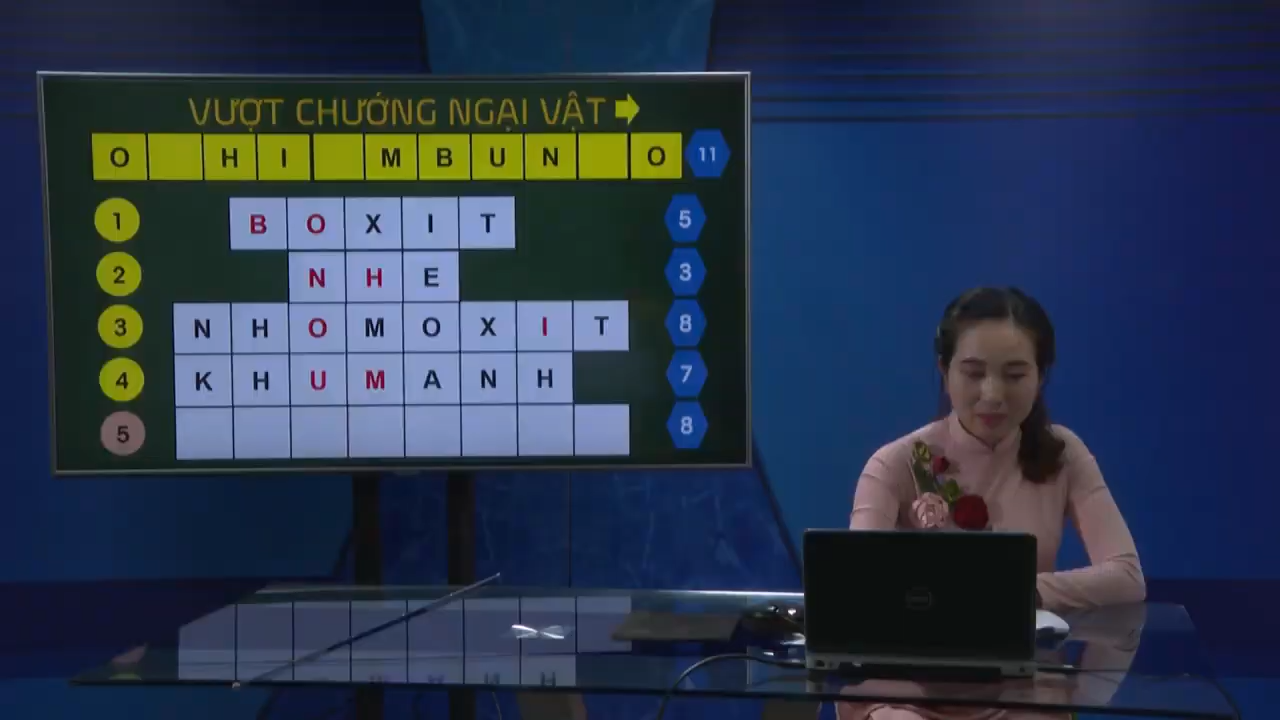 VƯỢT CHƯỚNG NGẠI VẬT
O H I M B U N O 11
1 B O X I T 5
2 N H E 3
3 N H O M O X I T 8
4 K H U M A N H 7
5 8